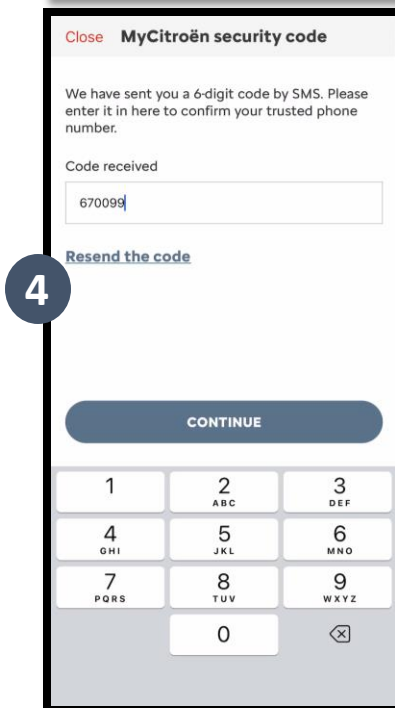 Close MyCitroën security code
We have sent you a 6-digit code by SMS. Please
enter it in here to confirm your trusted phone
number.
Code received
670099
Resend the code
4
CONTINUE
1 2 3
ABC DEF
4 5 6
GHI JKL MNO
7 8 9
PQRS TUV WXYZ
0